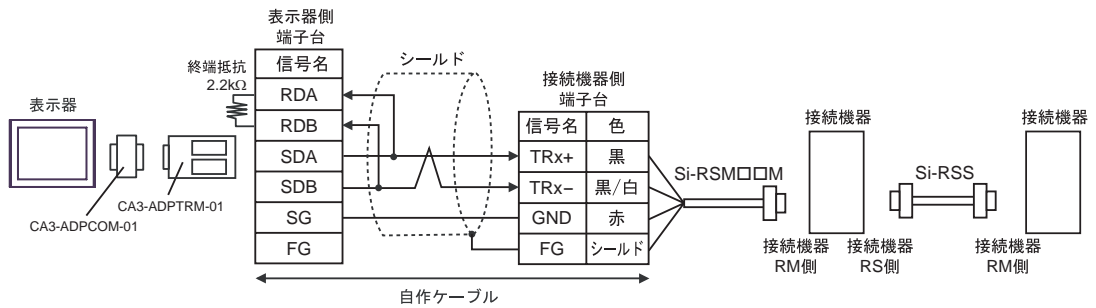 表示器
CA3-ADPCOM-01
CA3-ADPTRM-01
終端抵抗
2.2kΩ
表示器側
端子台
信号名
RDA
RDB
SDA
SDB
SG
FG
シールド
接続機器側
端子台
信号名 色
TRx+ 黒
TRx− 黒/白
GND 赤
FG シールド
自作ケーブル
Si-RSM□□M
接続機器
接続機器
RM側
接続機器
RS側
Si-RSS
接続機器
接続機器
RM側